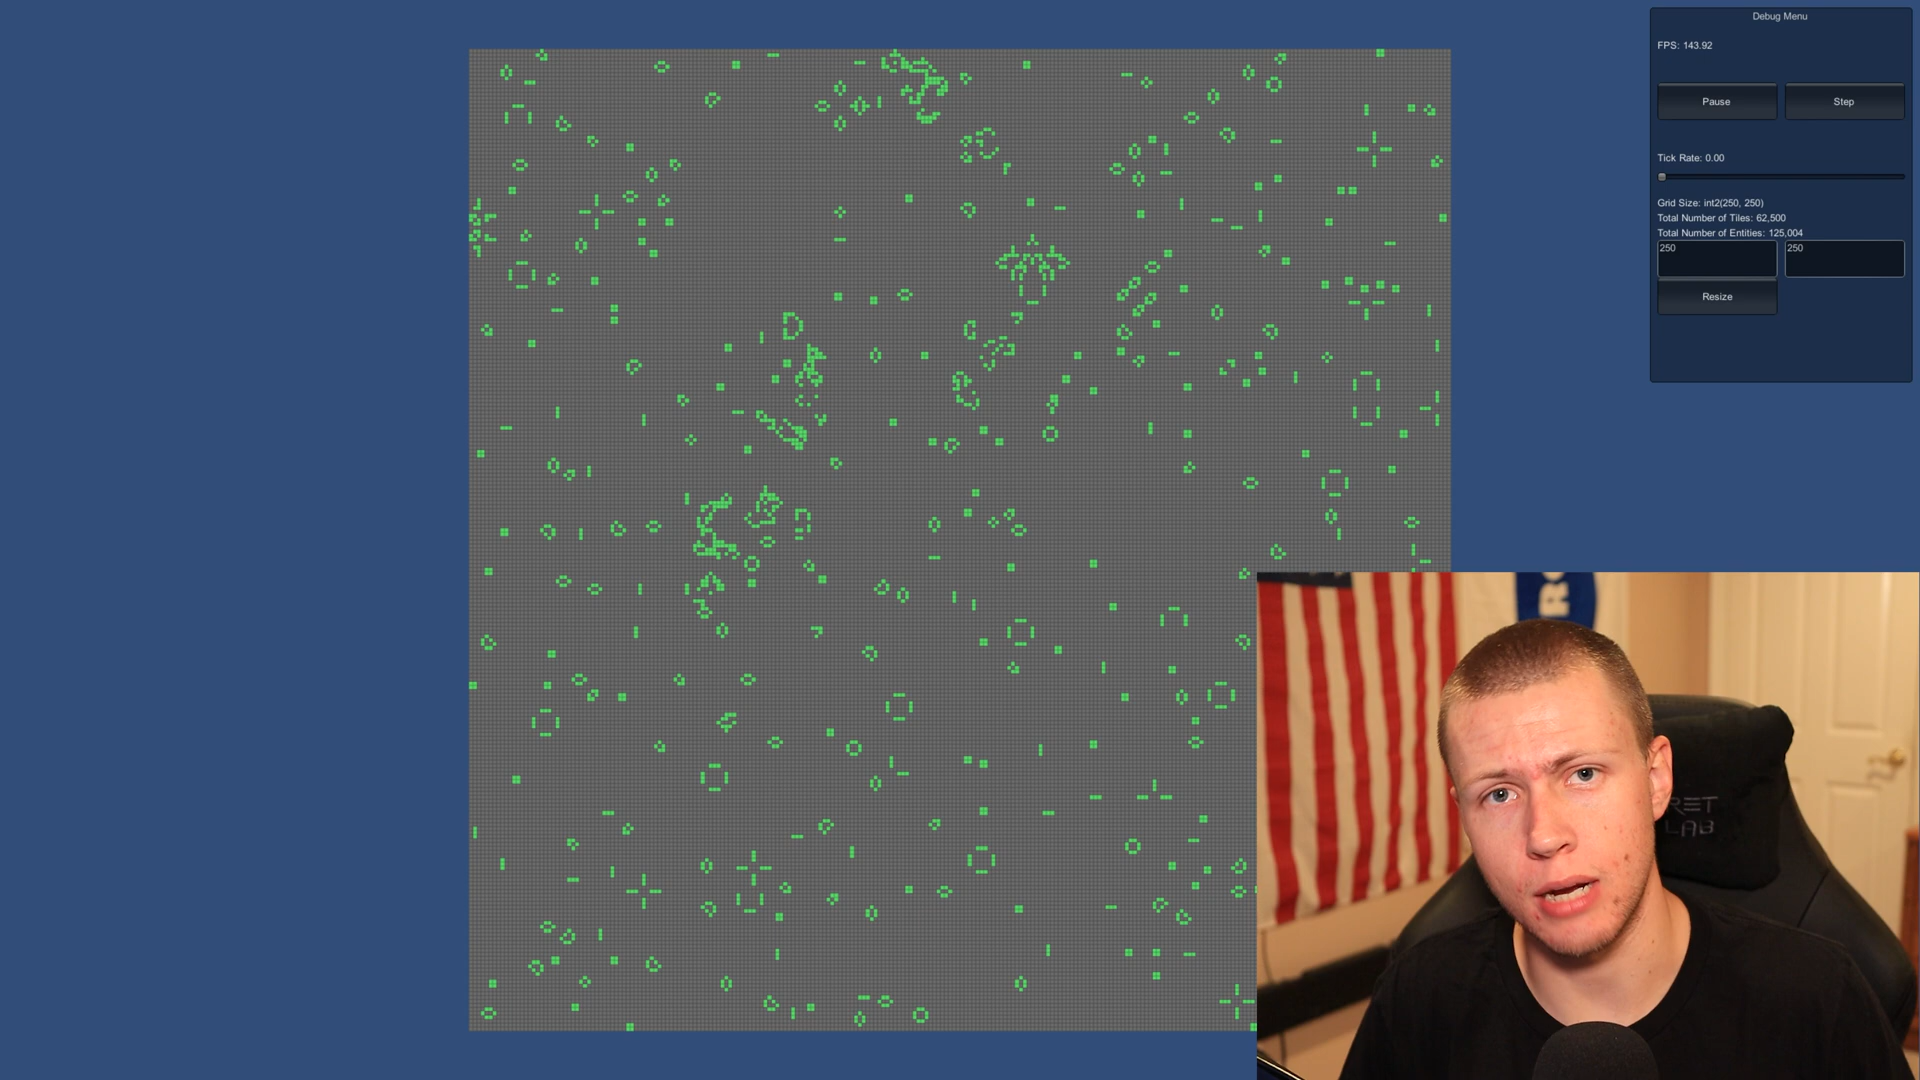 Debug Menu
FPS: 143.92
Pause
Step
Tick Rate: 0.00
Grid Size: int2(250, 250)
Total Number of Tiles: 62,500
Total Number of Entities: 125,004
250
250
Resize
LAB